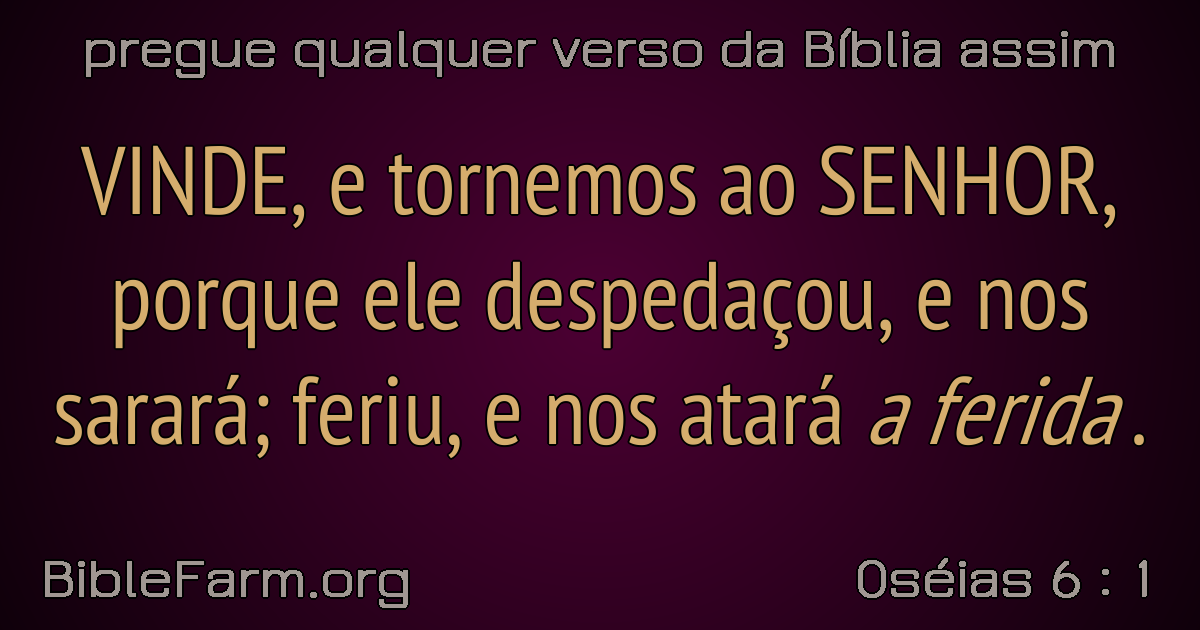 pregue qualquer verso da Bíblia assim
VINDE, e tornemos ao SENHOR,
porque ele despedaçou, e nos
sarará; feriu, e nos atará a ferida .
BibleFarm.org
Oséias 6 : 1